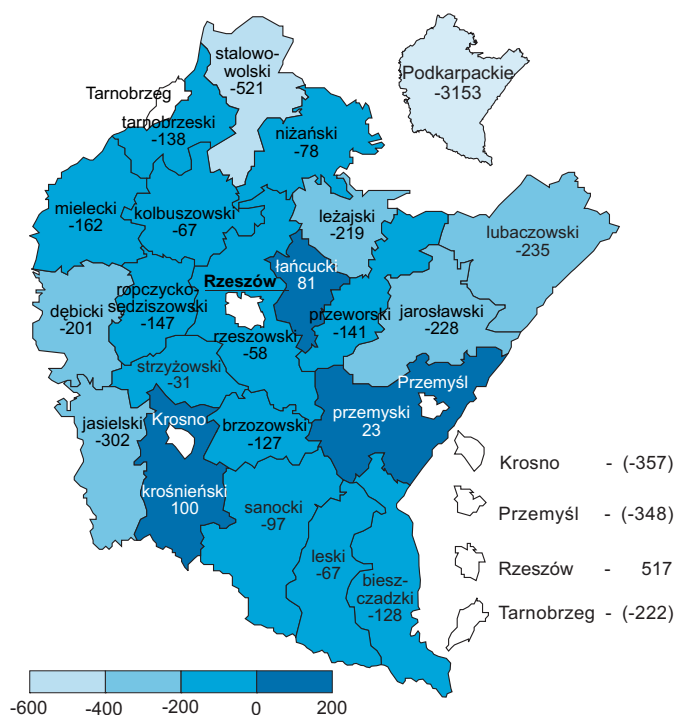 stalowo-
wolski
-521
Podkarpackie
-3153
Tarnobrzeg
tarnobrzeski
-138
niżański
-78
mielecki
-162
kolbuszowski
-67
leżajski
-219
lubaczowski
-235
łańcucki
81
Rzeszów
ropczycko-
sędziszowski
-147
dębicki
-201
przeworski
-141
jarosławski
-228
rzeszowski
-58
strzyżowski
-31
Przemyśl
przemyski
23
jasielski
-302
Krosno
brzozowski
-127
krośnieński
100
sanocki
-97
leski
-67
biesz-
czadzki
-128
Krosno - (-357)
Przemyśl - (-348)
Rzeszów - 517
Tarnobrzeg - (-222)
-600 -400 -200 0 200